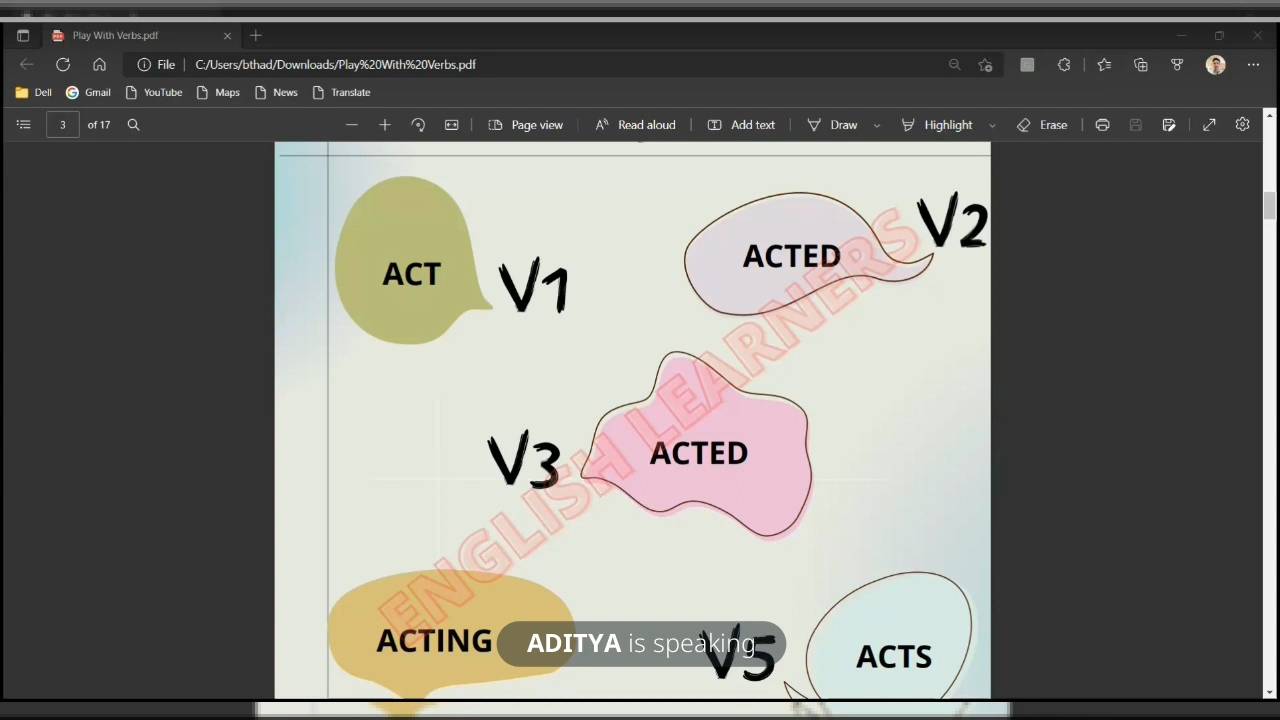 Play With Verbs.pdf
File C:/Users/bthad/Downloads/Play%20With%20Verbs.pdf
Dell Gmail YouTube Maps News Translate
3 of 17 Page view Read aloud Add text Draw Highlight Erase
ACT V1
ACTED V2
V3 ACTED
ENGLISH LEARNERS
ACTING
V5 ACTS
ADITYA is speaking